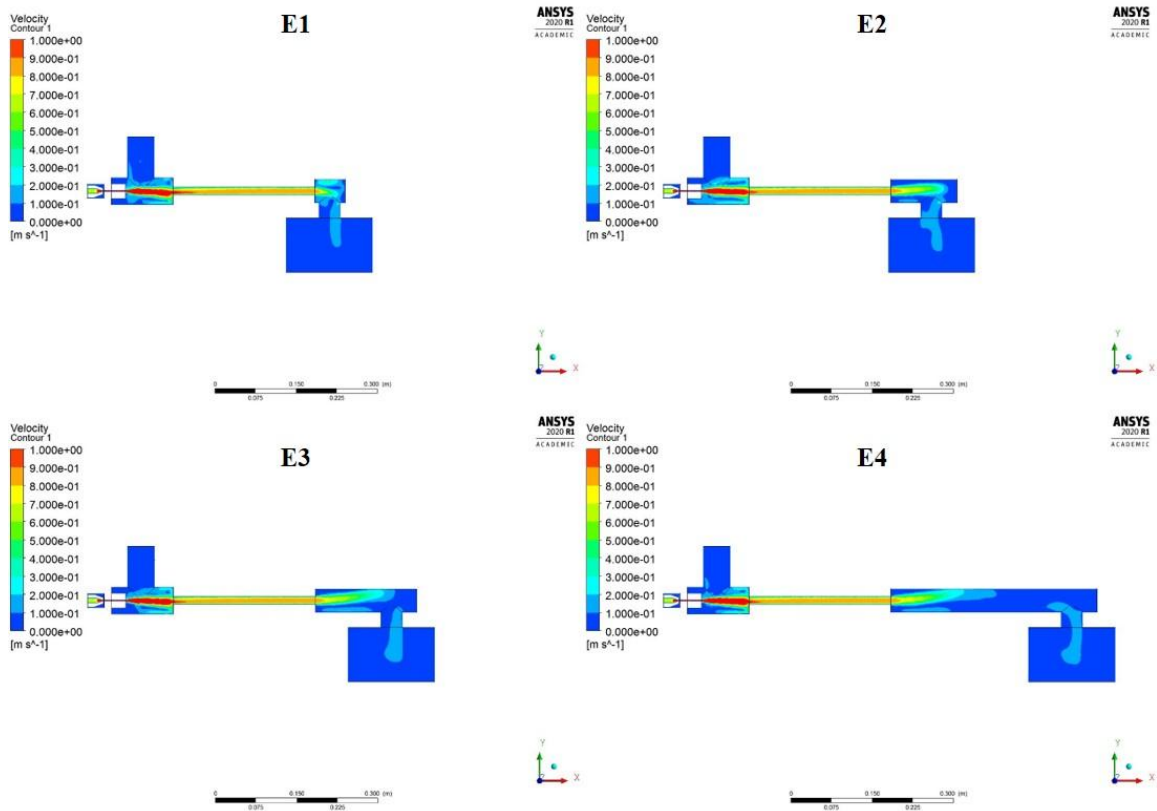 Velocity
Contour 1
E1
ANSYS
2020 R1
ACADEMIC
1.000e+00
9.000e-01
8.000e-01
7.000e-01
6.000e-01
5.000e-01
4.000e-01
3.000e-01
2.000e-01
1.000e-01
0.000e+00
[m s^-1]
Y
X
Z
0 0.150 0.300 (m)
0.075 0.225
Velocity
Contour 1
E2
ANSYS
2020 R1
ACADEMIC
1.000e+00
9.000e-01
8.000e-01
7.000e-01
6.000e-01
5.000e-01
4.000e-01
3.000e-01
2.000e-01
1.000e-01
0.000e+00
[m s^-1]
Y
X
Z
0 0.150 0.300 (m)
0.075 0.225
Velocity
Contour 1
E3
ANSYS
2020 R1
ACADEMIC
1.000e+00
9.000e-01
8.000e-01
7.000e-01
6.000e-01
5.000e-01
4.000e-01
3.000e-01
2.000e-01
1.000e-01
0.000e+00
[m s^-1]
Y
X
Z
0 0.150 0.300 (m)
0.075 0.225
Velocity
Contour 1
E4
ANSYS
2020 R1
ACADEMIC
1.000e+00
9.000e-01
8.000e-01
7.000e-01
6.000e-01
5.000e-01
4.000e-01
3.000e-01
2.000e-01
1.000e-01
0.000e+00
[m s^-1]
Y
X
Z
0 0.150 0.300 (m)
0.075 0.225